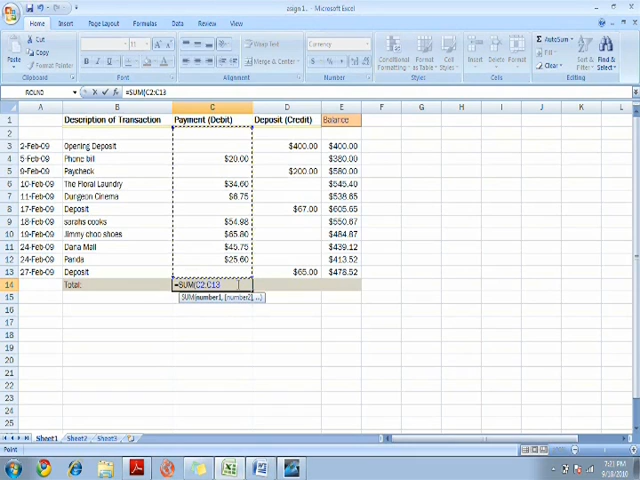 asign 1. - Microsoft Excel
Home Insert Page Layout Formulas Data Review View
Paste Cut Copy Format Painter Clipboard
Font
Wrap Text Merge & Center Alignment
Currency Number
Conditional Formatting Format as Table Cell Styles Styles
Insert Delete Format Cells
AutoSum Fill Clear Sort & Filter Find & Select Editing
ROUND =SUM(C2:C13
A B C D E F G H I J K L
1 Description of Transaction Payment (Debit) Deposit (Credit) Balance
2
3 2-Feb-09 Opening Deposit $400.00 $400.00
4 5-Feb-09 Phone bill $20.00 $380.00
5 9-Feb-09 Paycheck $200.00 $580.00
6 10-Feb-09 The Floral Laundry $34.60 $545.40
7 11-Feb-09 Dungeon Cinema $6.75 $538.65
8 17-Feb-09 Deposit $67.00 $605.65
9 18-Feb-09 sarahs cooks $54.98 $550.67
10 19-Feb-09 Jimmy choo shoes $65.80 $484.87
11 24-Feb-09 Dana Mall $45.75 $439.12
12 24-Feb-09 Panda $25.60 $413.52
13 27-Feb-09 Deposit $65.00 $478.52
14 Total: =SUM(C2:C13
15 SUM(number1, [number2], ...)
16
17
18
19
20
21
22
23
24
25
Sheet1 Sheet2 Sheet3
Point 100%
7:21 PM
9/18/2010